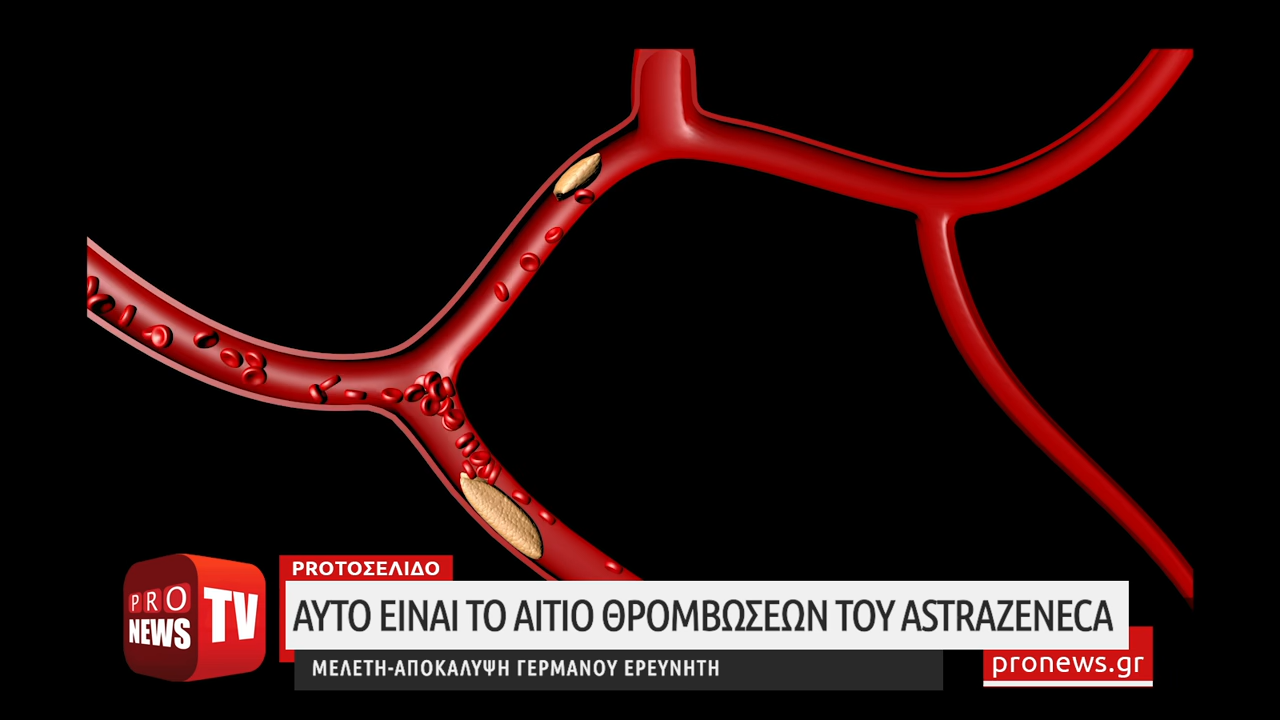 PROTOΣΕΛΙΔΟ
ΑΥΤΟ ΕΙΝΑΙ ΤΟ ΑΙΤΙΟ ΘΡΟΜΒΩΣΕΩΝ ΤΟΥ ASTRAZENECA
ΜΕΛΕΤΗ-ΑΠΟΚΑΛΥΨΗ ΓΕΡΜΑΝΟΥ ΕΡΕΥΝΗΤΗ
PRO
NEWS
TV
pronews.gr